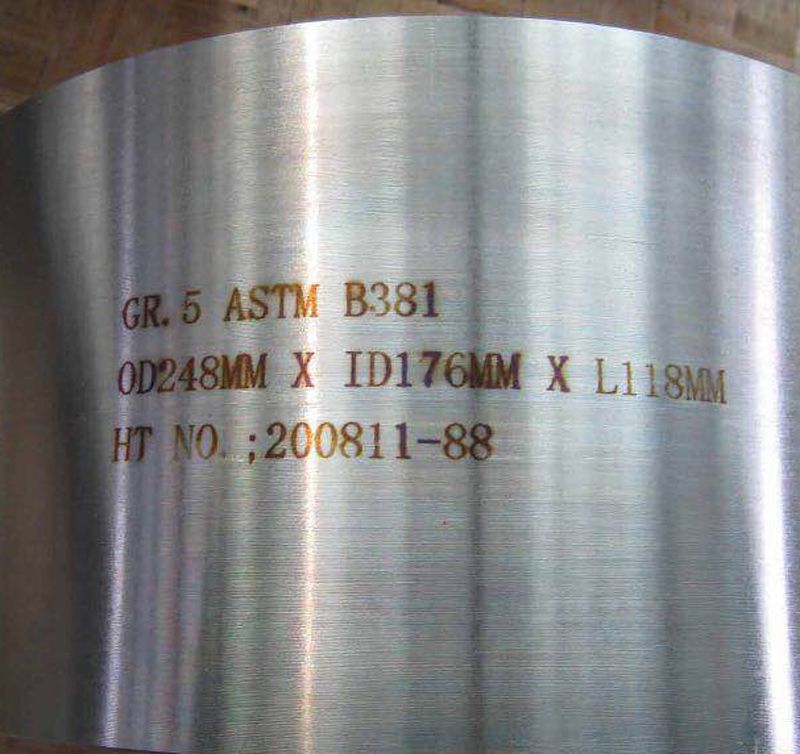 GR.5 ASTM B381
OD248MM X ID176MM X L118MM
HT NO.;200811-88